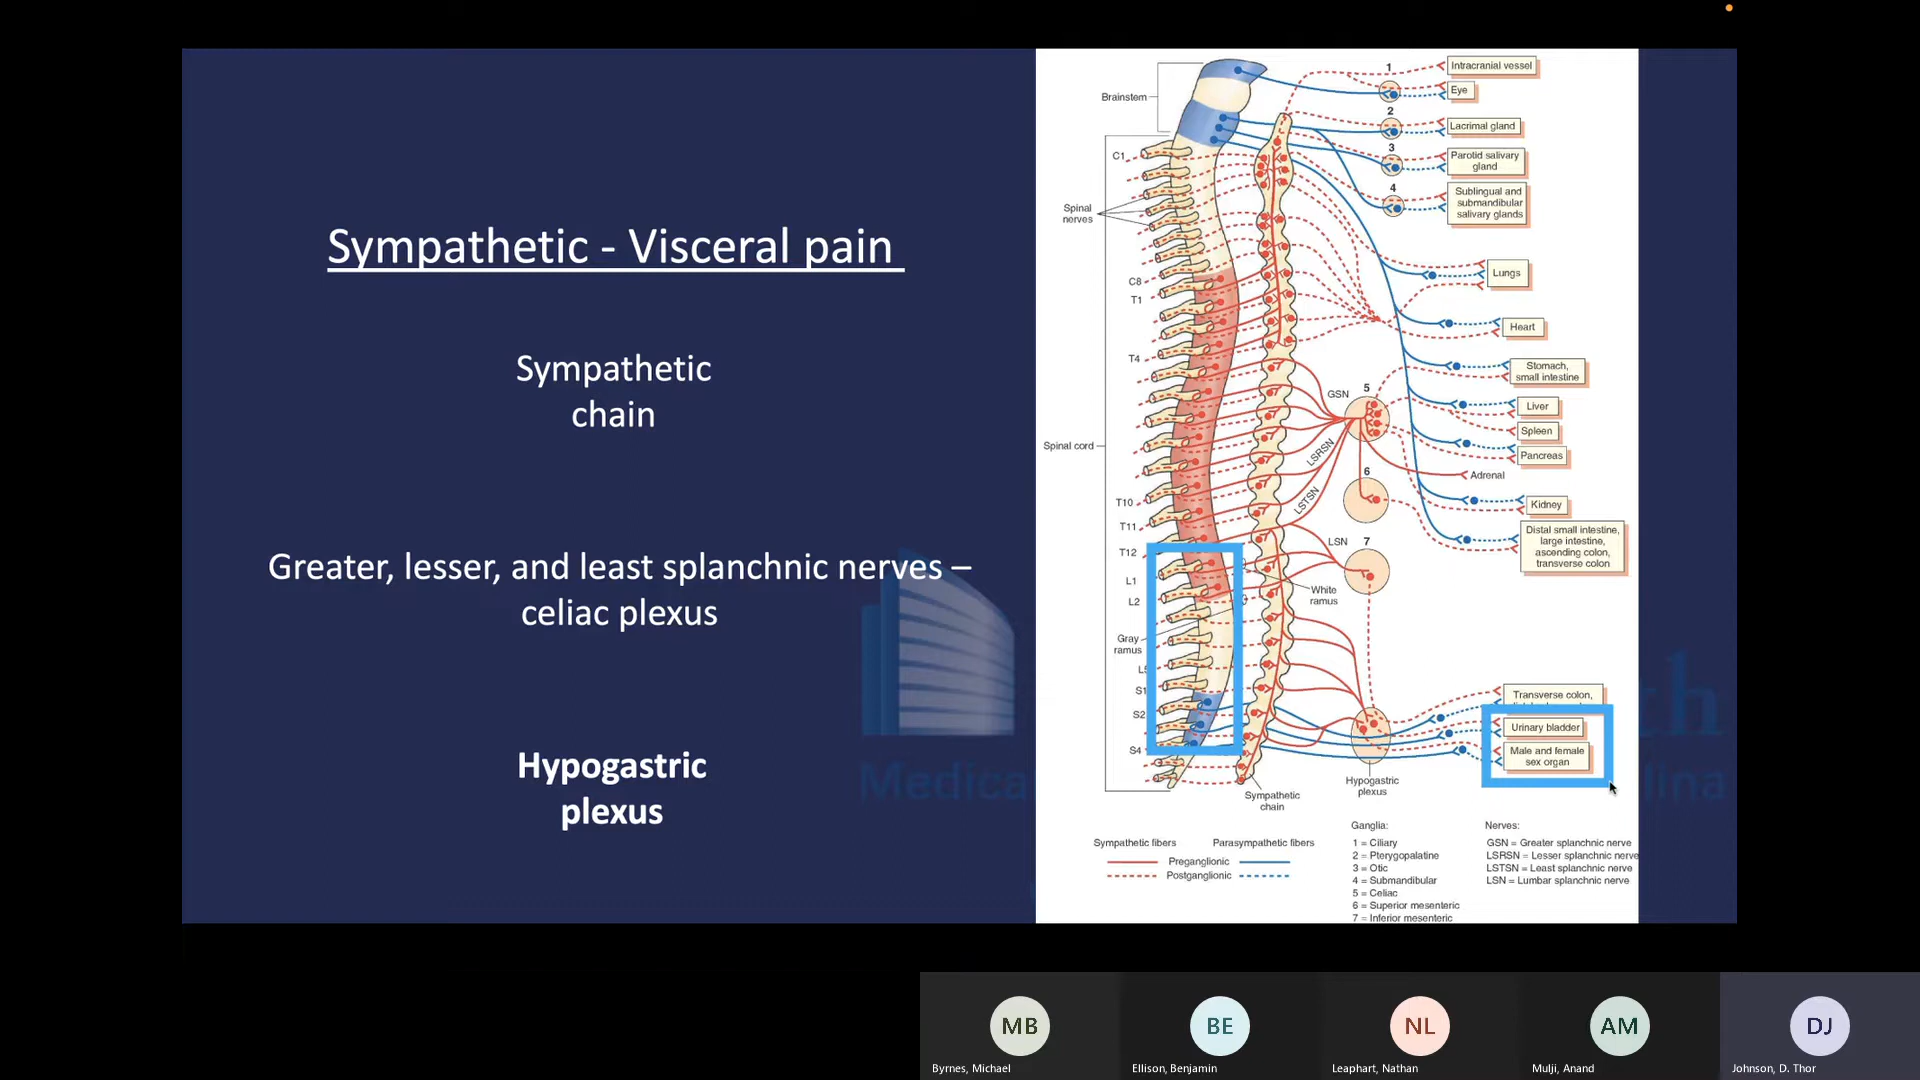 Sympathetic - Visceral pain
Sympathetic
chain
Greater, lesser, and least splanchnic nerves –
celiac plexus
Hypogastric
plexus
Medica
th
lina
Brainstem
C1
Spinal
nerves
C8
T1
T4
Spinal cord
T10
T11
T12
L1
L2
Gray
ramus
S1
S2
S4
1
2
3
4
GSN
5
LSRSN
6
LSTSN
LSN
7
White
ramus
Hypogastric
plexus
Sympathetic
chain
Intracranial vessel
Eye
Lacrimal gland
Parotid salivary
gland
Sublingual and
submandibular
salivary glands
Lungs
Heart
Stomach,
small intestine
Liver
Spleen
Pancreas
Adrenal
Kidney
Distal small intestine,
large intestine,
ascending colon,
transverse colon
Transverse colon,
Urinary bladder
Male and female
sex organ
Sympathetic fibers
Parasympathetic fibers
Preganglionic
Postganglionic
Ganglia:
1 = Ciliary
2 = Pterygopalatine
3 = Otic
4 = Submandibular
5 = Celiac
6 = Superior mesenteric
7 = Inferior mesenteric
Nerves:
GSN = Greater splanchnic nerve
LSRSN = Lesser splanchnic nerve
LSTSN = Least splanchnic nerve
LSN = Lumbar splanchnic nerve
MB
BE
NL
AM
DJ
Byrnes, Michael
Ellison, Benjamin
Leaphart, Nathan
Mulji, Anand
Johnson, D. Thor